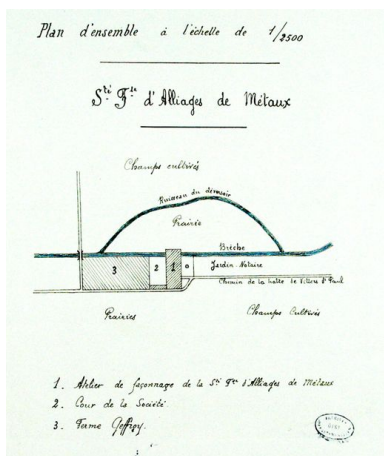 Plan d'ensemble à l'échelle de 1/2500
Sté Fse d'Alliages de Métaux
Champs cultivés
Ruisseau du déversoir
Prairie
Brèche
3 2 1 Jardin Notaire
Chemin de la halte de Villers St Paul
Prairies
Champs Cultivés
1. Atelier de façonnage de la Sté Fse d'Alliages de Métaux
2. Cour de la Société
3. Ferme Geffroy.